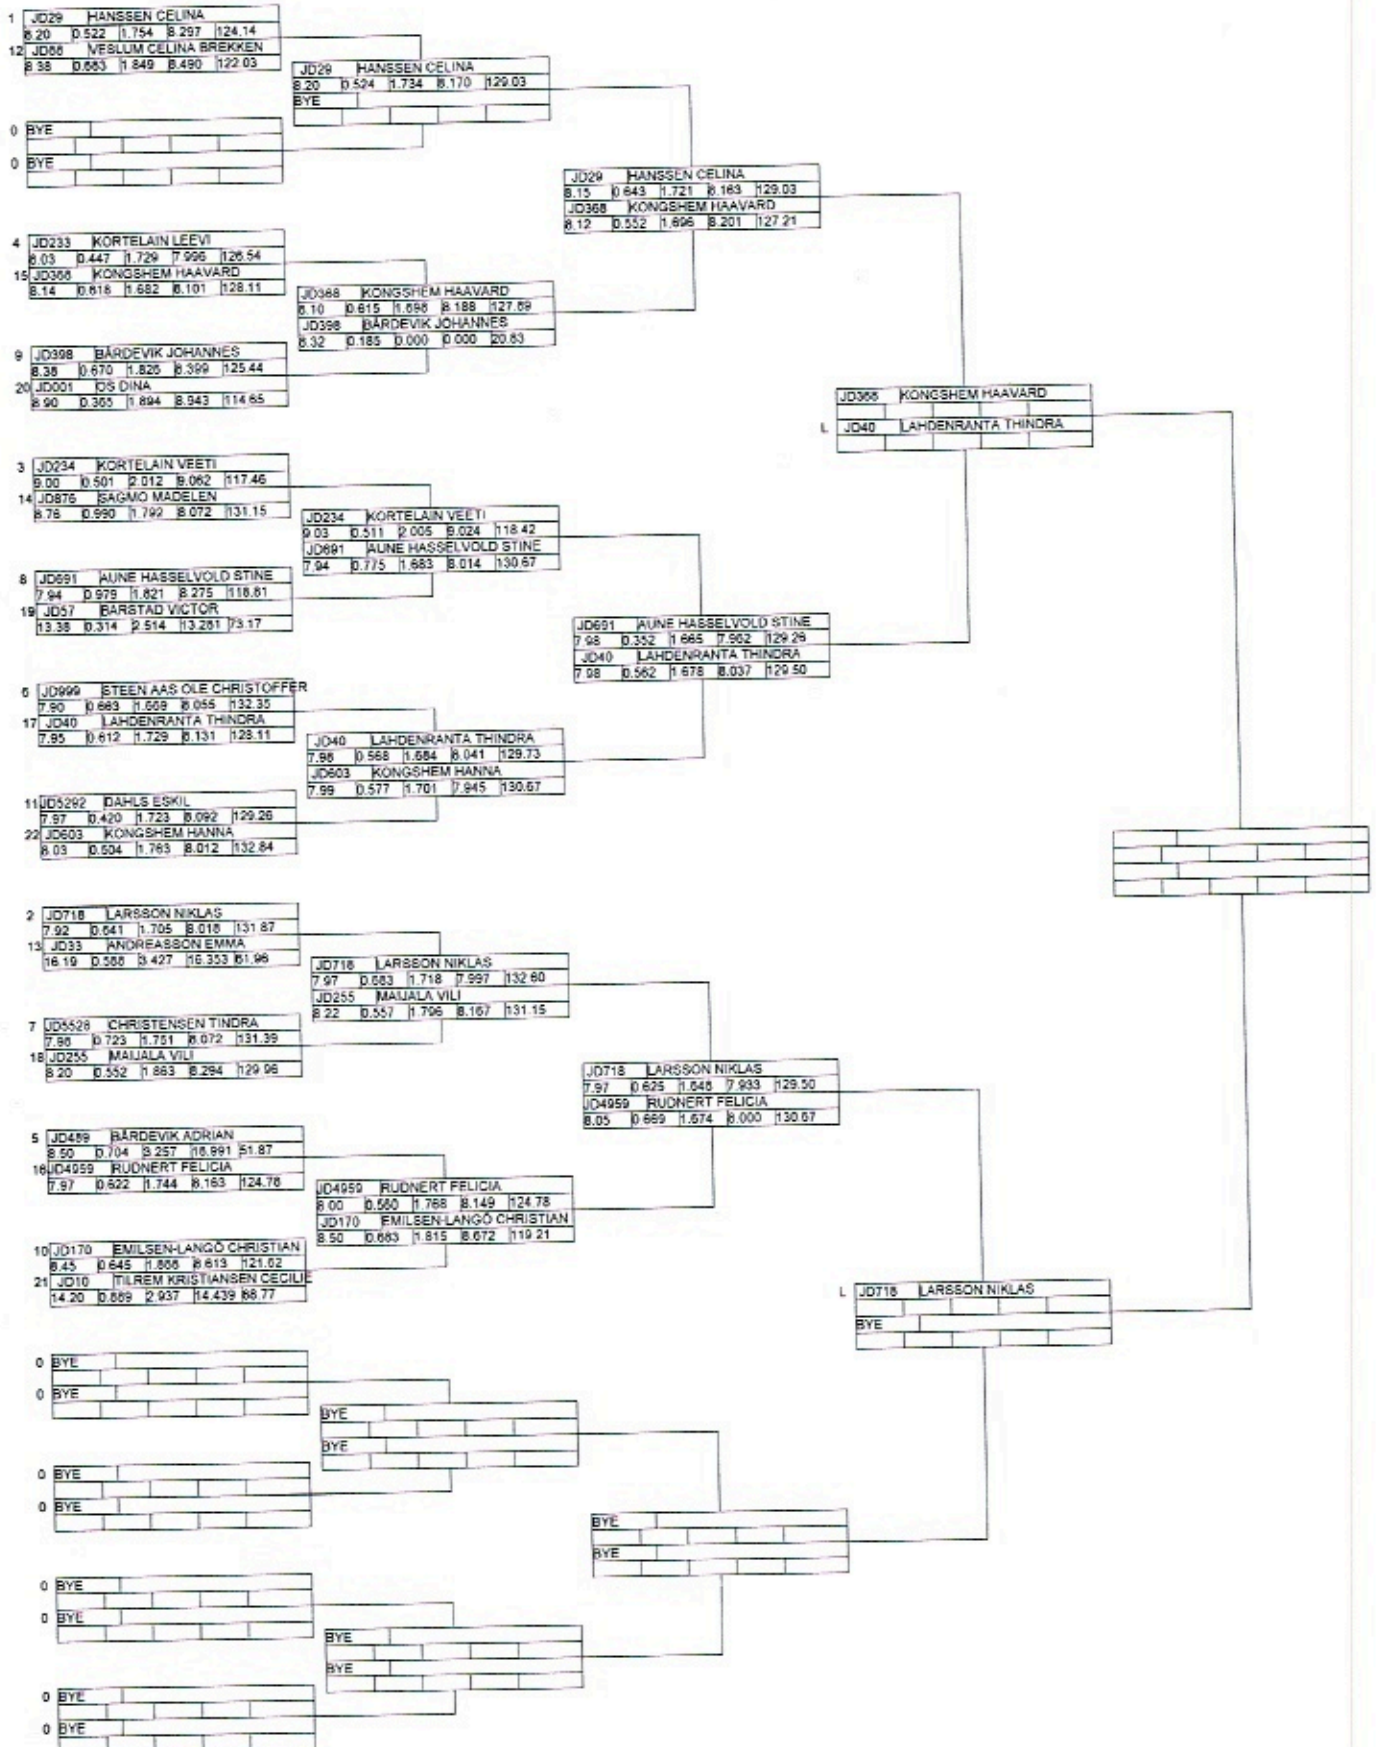 1 JD29 HANSSEN CELINA
8.20 0.522 1.754 8.297 124.14
12 JD88 VESLUM CELINA BREKKEN
8.38 0.683 1.849 8.490 122.03
0 BYE
0 BYE
4 JD233 KORTELAIN LEEVI
8.03 0.447 1.729 7.996 126.54
15 JD368 KONGSHEM HAAVARD
8.14 0.618 1.682 8.101 128.11
9 JD398 BÅRDEVIK JOHANNES
8.38 0.670 1.826 8.399 125.44
20 JD001 OS DINA
8.90 0.365 1.894 8.943 114.65
3 JD234 KORTELAIN VEETI
9.00 0.501 2.012 9.062 117.46
14 JD876 SAGMO MADELEN
8.76 0.990 1.792 8.072 131.15
8 JD691 AUNE HASSELVOLD STINE
7.94 0.979 1.821 8.275 118.81
19 JD57 BARSTAD VICTOR
13.38 0.314 2.514 13.281 73.17
6 JD999 STEEN AAS OLE CHRISTOFFER
7.90 0.663 1.669 8.055 132.35
17 JD40 LAHDENRANTA THINDRA
7.95 0.612 1.729 8.131 128.11
11 JD5292 DAHLS ESKIL
7.97 0.420 1.723 8.092 129.26
22 JD603 KONGSHEM HANNA
8.03 0.504 1.763 8.012 132.84
2 JD718 LARSSON NIKLAS
7.92 0.641 1.705 8.018 131.87
13 JD33 ANDREASSON EMMA
16.19 0.588 3.427 16.353 61.96
7 JD5528 CHRISTENSEN TINDRA
7.98 0.723 1.751 8.072 131.39
18 JD255 MAIJALA VILI
8.20 0.552 1.863 8.294 129.96
5 JD489 BÅRDEVIK ADRIAN
8.50 0.704 3.257 16.991 51.87
16 JD4959 RUDNERT FELICIA
7.97 0.622 1.744 8.163 124.78
10 JD170 EMILSEN-LANGÖ CHRISTIAN
8.45 0.645 1.866 8.613 121.62
21 JD10 TILREM KRISTIANSEN CECILIE
14.20 0.889 2.937 14.439 68.77
0 BYE
0 BYE
0 BYE
0 BYE
0 BYE
0 BYE
0 BYE
0 BYE
JD29 HANSSEN CELINA
8.20 0.524 1.734 8.170 129.03
BYE
JD368 KONGSHEM HAAVARD
8.10 0.615 1.698 8.188 127.89
JD398 BÅRDEVIK JOHANNES
8.32 0.185 0.000 0.000 20.83
JD234 KORTELAIN VEETI
9.03 0.511 2.005 9.024 118.42
JD691 AUNE HASSELVOLD STINE
7.94 0.775 1.683 8.014 130.67
JD40 LAHDENRANTA THINDRA
7.98 0.568 1.684 8.041 129.73
JD603 KONGSHEM HANNA
7.99 0.577 1.701 7.945 130.67
JD718 LARSSON NIKLAS
7.97 0.683 1.718 7.997 132.60
JD255 MAIJALA VILI
8.22 0.557 1.796 8.167 131.15
JD4959 RUDNERT FELICIA
8.00 0.560 1.768 8.149 124.78
JD170 EMILSEN-LANGÖ CHRISTIAN
8.50 0.683 1.815 8.672 119.21
BYE
BYE
BYE
BYE
JD29 HANSSEN CELINA
8.15 0.643 1.721 8.163 129.03
JD368 KONGSHEM HAAVARD
8.12 0.552 1.696 8.201 127.21
JD691 AUNE HASSELVOLD STINE
7.98 0.352 1.665 7.962 129.26
JD40 LAHDENRANTA THINDRA
7.98 0.562 1.678 8.037 129.50
JD718 LARSSON NIKLAS
7.97 0.625 1.648 7.933 129.50
JD4959 RUDNERT FELICIA
8.05 0.669 1.674 8.000 130.67
BYE
BYE
JD368 KONGSHEM HAAVARD
L JD40 LAHDENRANTA THINDRA
L JD718 LARSSON NIKLAS
BYE